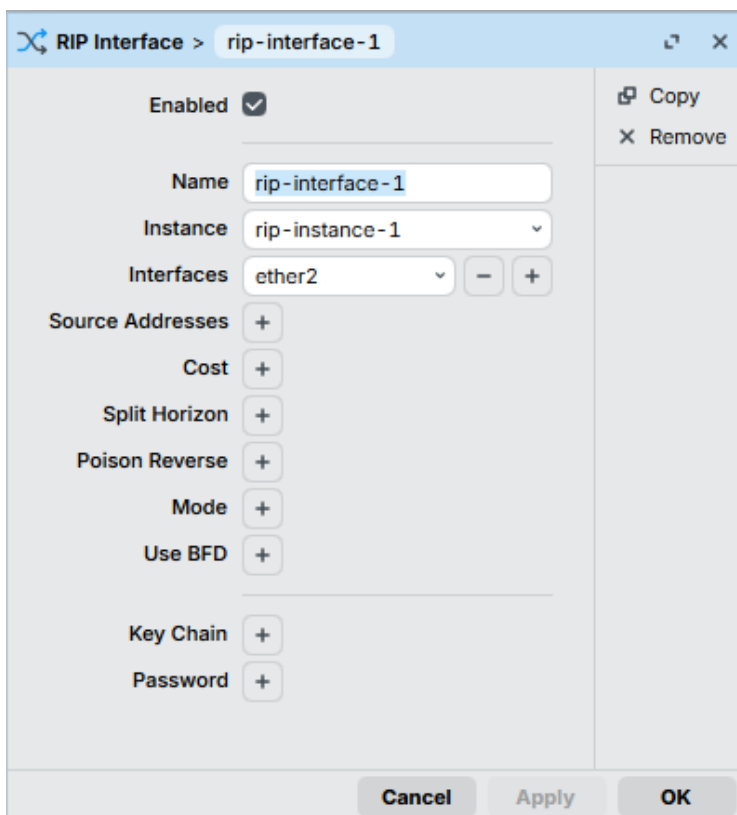 RIP Interface > rip-interface-1
Enabled
Copy
Remove
Name rip-interface-1
Instance rip-instance-1
Interfaces ether2
Source Addresses
Cost
Split Horizon
Poison Reverse
Mode
Use BFD
Key Chain
Password
Cancel Apply OK